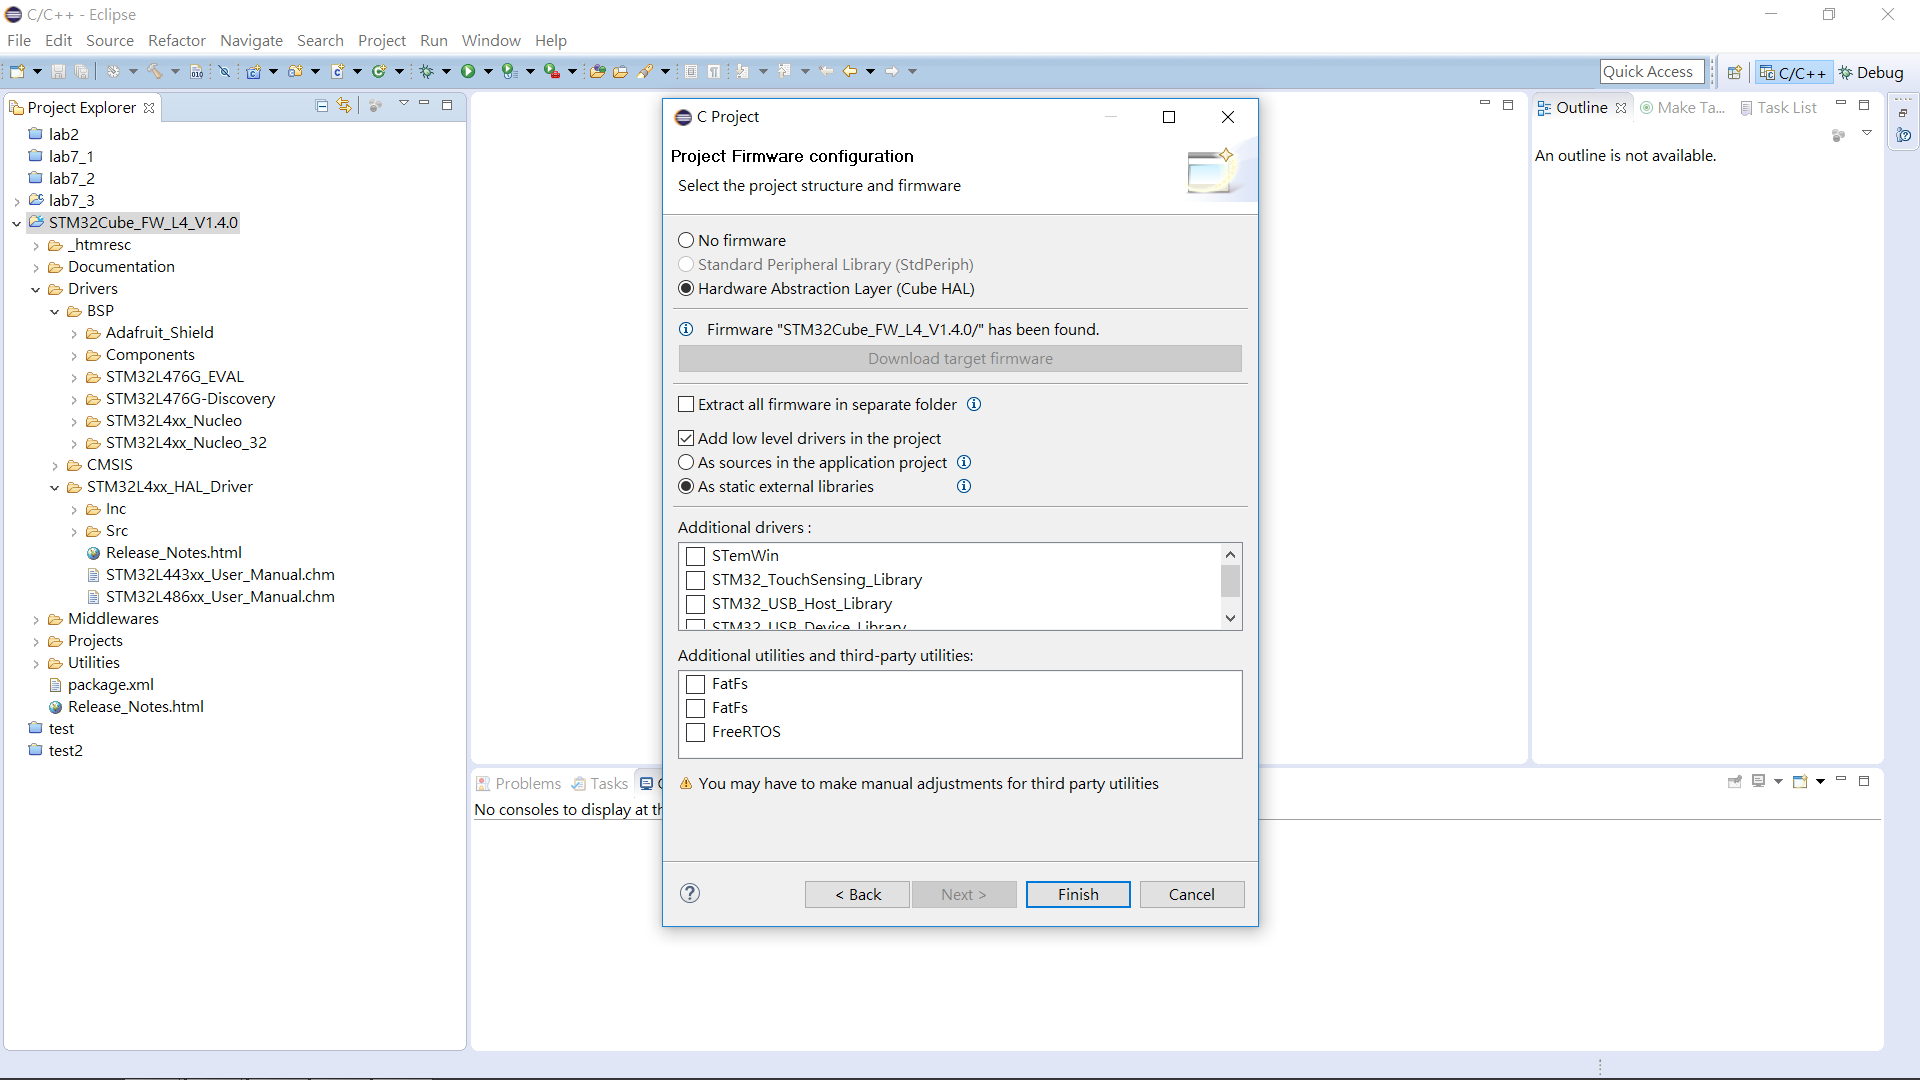 C/C++ - Eclipse
File Edit Source Refactor Navigate Search Project Run Window Help
Quick Access
C/C++
Debug
Project Explorer
lab2
lab7_1
lab7_2
lab7_3
STM32Cube_FW_L4_V1.4.0
_htmresc
Documentation
Drivers
BSP
Adafruit_Shield
Components
STM32L476G_EVAL
STM32L476G-Discovery
STM32L4xx_Nucleo
STM32L4xx_Nucleo_32
CMSIS
STM32L4xx_HAL_Driver
Inc
Src
Release_Notes.html
STM32L443xx_User_Manual.chm
STM32L486xx_User_Manual.chm
Middlewares
Projects
Utilities
package.xml
Release_Notes.html
test
test2
C Project
Project Firmware configuration
Select the project structure and firmware
No firmware
Standard Peripheral Library (StdPeriph)
Hardware Abstraction Layer (Cube HAL)
Firmware "STM32Cube_FW_L4_V1.4.0/" has been found.
Download target firmware
Extract all firmware in separate folder
Add low level drivers in the project
As sources in the application project
As static external libraries
Additional drivers :
STemWin
STM32_TouchSensing_Library
STM32_USB_Host_Library
STM32_USB_Device_Library
Additional utilities and third-party utilities:
FatFs
FatFs
FreeRTOS
You may have to make manual adjustments for third party utilities
< Back
Next >
Finish
Cancel
Outline
Make Ta...
Task List
An outline is not available.
Problems
Tasks
No consoles to display at